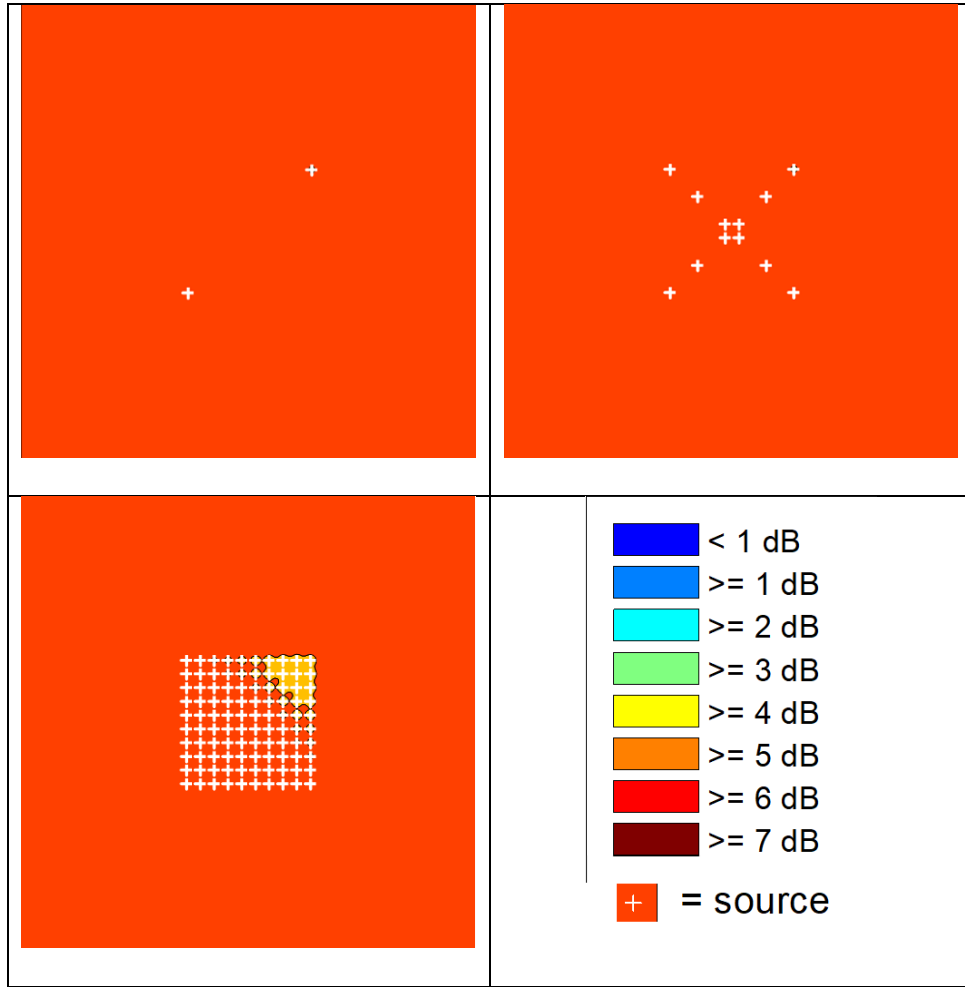 < 1 dB
>= 1 dB
>= 2 dB
>= 3 dB
>= 4 dB
>= 5 dB
>= 6 dB
>= 7 dB
= source